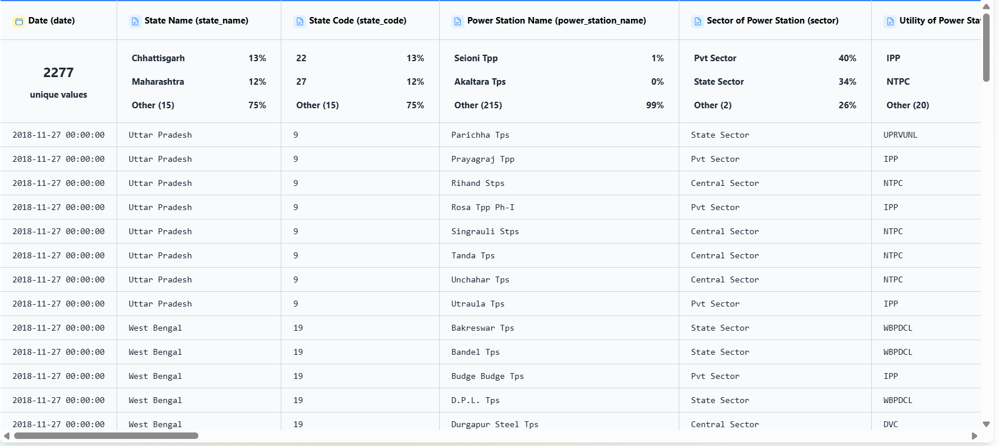 Date (date) State Name (state_name) State Code (state_code) Power Station Name (power_station_name) Sector of Power Station (sector) Utility of Power Sta
Chhattisgarh 13% 22 13% Seioni Tpp 1% Pvt Sector 40% IPP
2277
Maharashtra 12% 27 12% Akaltara Tps 0% State Sector 34% NTPC
unique values
Other (15) 75% Other (15) 75% Other (215) 99% Other (2) 26% Other (20)
2018-11-27 00:00:00 Uttar Pradesh 9 Parichha Tps State Sector UPRVUNL
2018-11-27 00:00:00 Uttar Pradesh 9 Prayagraj Tpp Pvt Sector IPP
2018-11-27 00:00:00 Uttar Pradesh 9 Rihand Stps Central Sector NTPC
2018-11-27 00:00:00 Uttar Pradesh 9 Rosa Tpp Ph-I Pvt Sector IPP
2018-11-27 00:00:00 Uttar Pradesh 9 Singrauli Stps Central Sector NTPC
2018-11-27 00:00:00 Uttar Pradesh 9 Tanda Tps Central Sector NTPC
2018-11-27 00:00:00 Uttar Pradesh 9 Unchahar Tps Central Sector NTPC
2018-11-27 00:00:00 Uttar Pradesh 9 Utraula Tps Pvt Sector IPP
2018-11-27 00:00:00 West Bengal 19 Bakreswar Tps State Sector WBPDCL
2018-11-27 00:00:00 West Bengal 19 Bandel Tps State Sector WBPDCL
2018-11-27 00:00:00 West Bengal 19 Budge Budge Tps Pvt Sector IPP
2018-11-27 00:00:00 West Bengal 19 D.P.L. Tps State Sector WBPDCL
2018-11-27 00:00:00 West Bengal 19 Durgapur Steel Tps Central Sector DVC